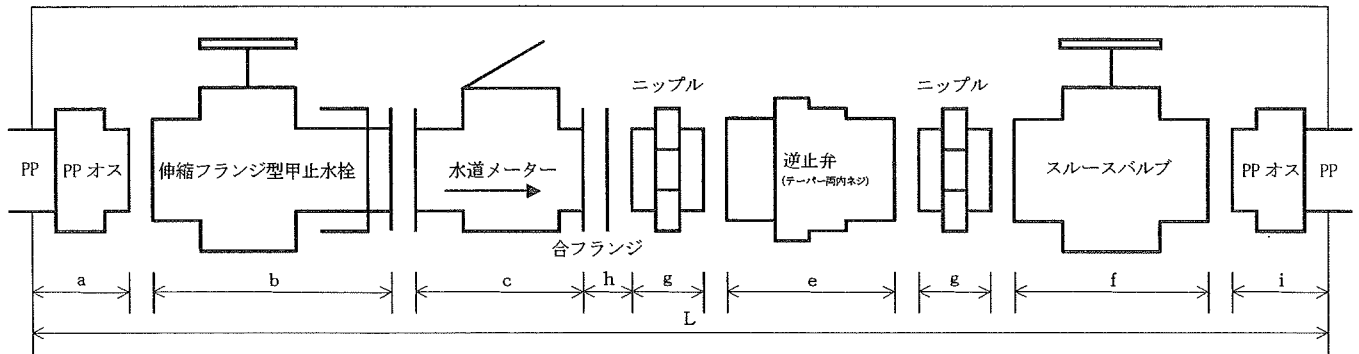 ニップル
ニップル
PP
PP オス
伸縮フランジ型甲止水栓
水道メーター
逆止弁
(テーパー両内ネジ)
スルースバルブ
PP オス
PP
合フランジ
a
b
c
h
g
e
g
f
i
L